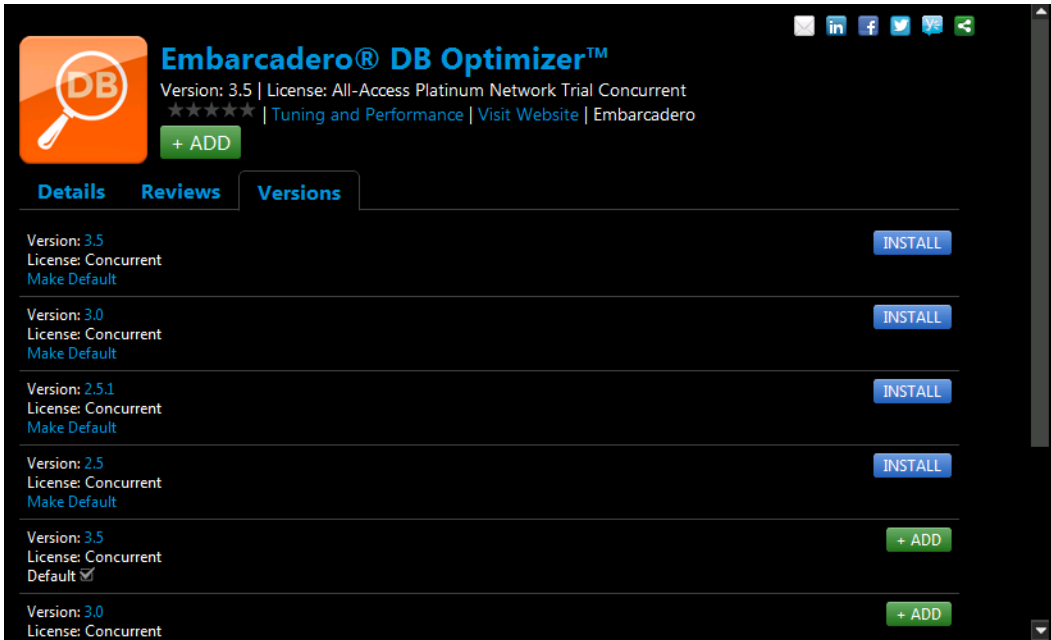 DB
Embarcadero® DB Optimizer™
Version: 3.5 | License: All-Access Platinum Network Trial Concurrent
| Tuning and Performance | Visit Website | Embarcadero
+ ADD
Details Reviews Versions
Version: 3.5
INSTALL
License: Concurrent
Make Default
Version: 3.0
INSTALL
License: Concurrent
Make Default
Version: 2.5.1
INSTALL
License: Concurrent
Make Default
Version: 2.5
INSTALL
License: Concurrent
Make Default
Version: 3.5
+ ADD
License: Concurrent
Default
Version: 3.0
+ ADD
License: Concurrent